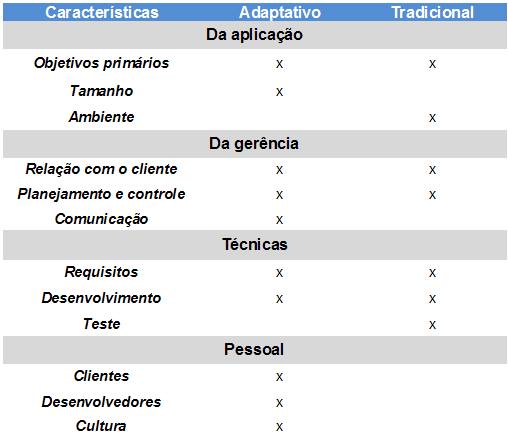 Características Adaptativo Tradicional
Da aplicação
Objetivos primários x x
Tamanho x
Ambiente x
Da gerência
Relação com o cliente x x
Planejamento e controle x x
Comunicação x
Técnicas
Requisitos x x
Desenvolvimento x x
Teste x
Pessoal
Clientes x
Desenvolvedores x
Cultura x